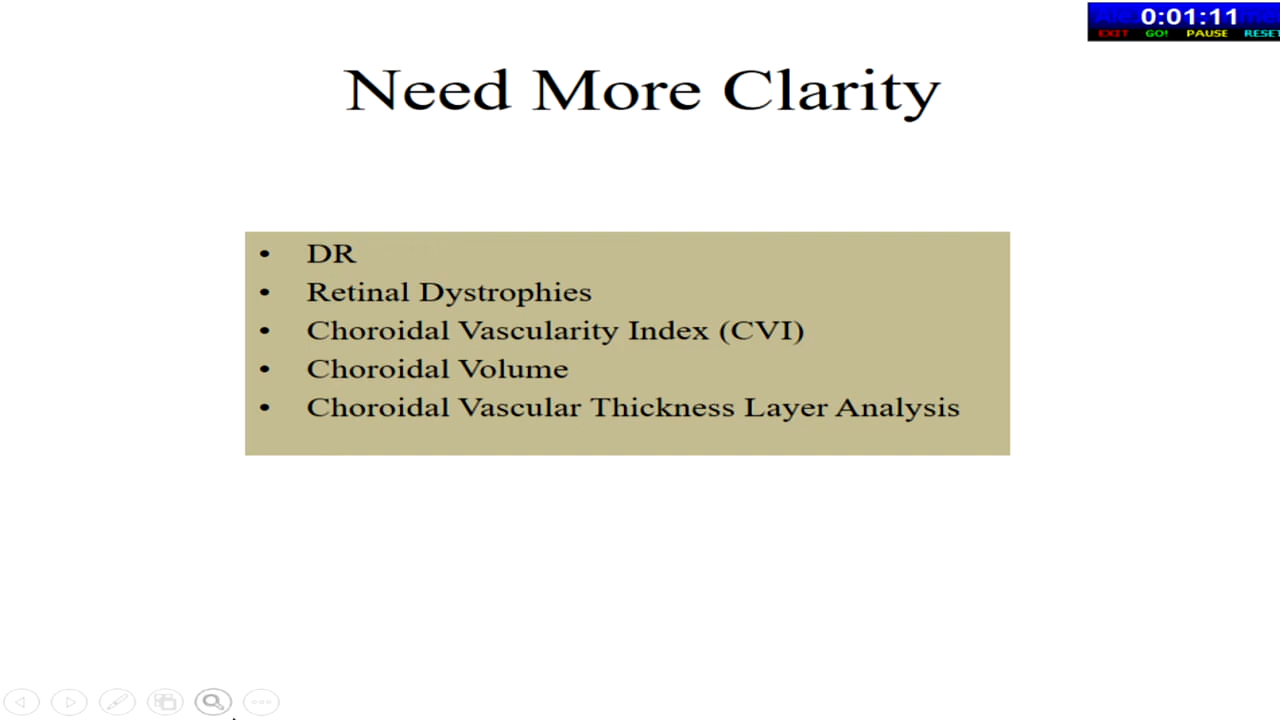 0:01:11
EXIT GO! PAUSE RESET
Need More Clarity
• DR
• Retinal Dystrophies
• Choroidal Vascularity Index (CVI)
• Choroidal Volume
• Choroidal Vascular Thickness Layer Analysis